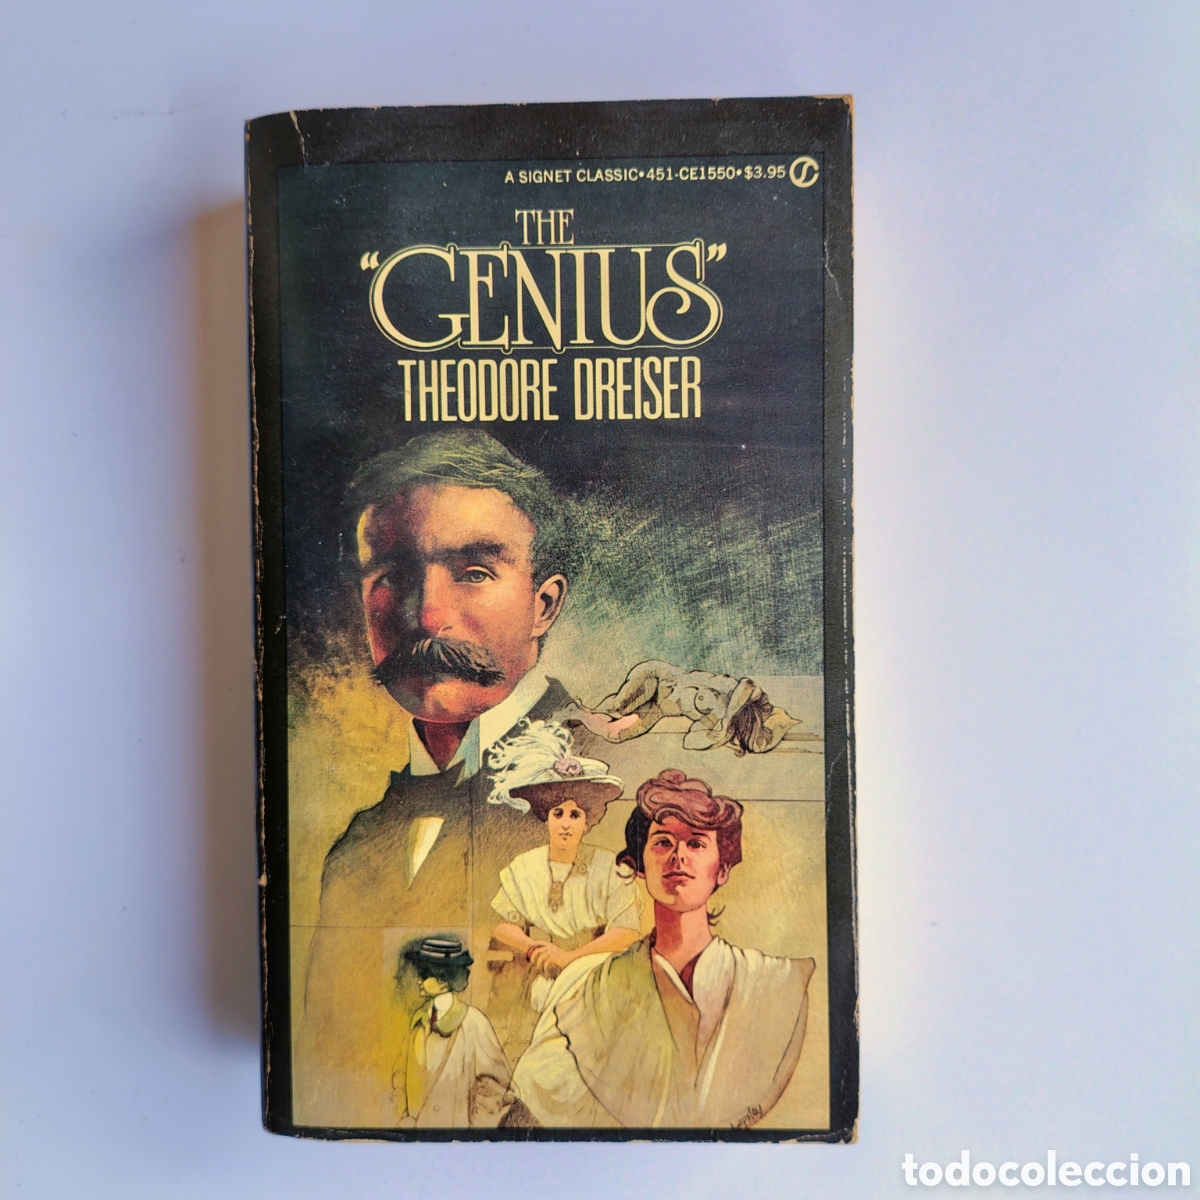 A SIGNET CLASSIC•451-CE1550•$3.95
THE
“GENIUS”
THEODORE DREISER
todocoleccion